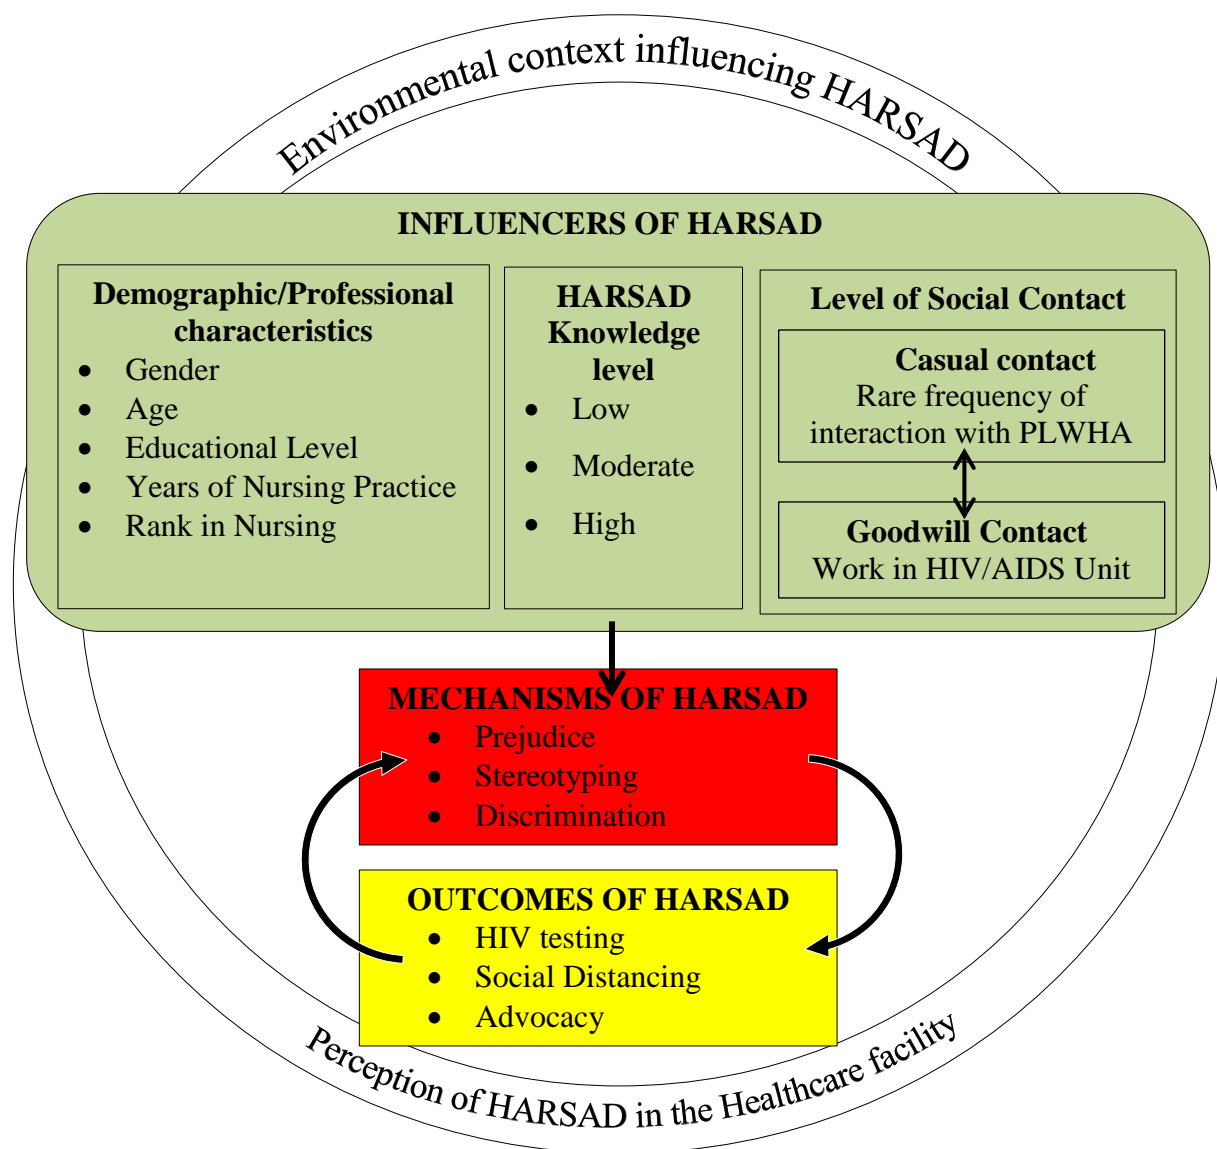 Environmental context influencing HARSAD
INFLUENCERS OF HARSAD
Demographic/Professional
characteristics
• Gender
• Age
• Educational Level
• Years of Nursing Practice
• Rank in Nursing
HARSAD
Knowledge
level
• Low
• Moderate
• High
Level of Social Contact
Casual contact
Rare frequency of
interaction with PLWHA
Goodwill Contact
Work in HIV/AIDS Unit
MECHANISMS OF HARSAD
• Prejudice
• Stereotyping
• Discrimination
OUTCOMES OF HARSAD
• HIV testing
• Social Distancing
• Advocacy
Perception of HARSAD in the Healthcare facility